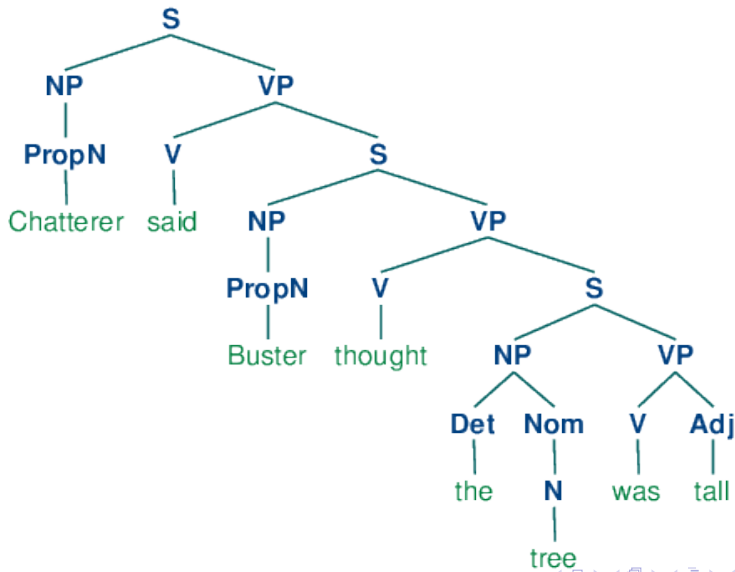 S
NP VP
PropN V S
Chatterer said NP VP
PropN V S
Buster thought NP VP
Det Nom V Adj
the N was tall
tree